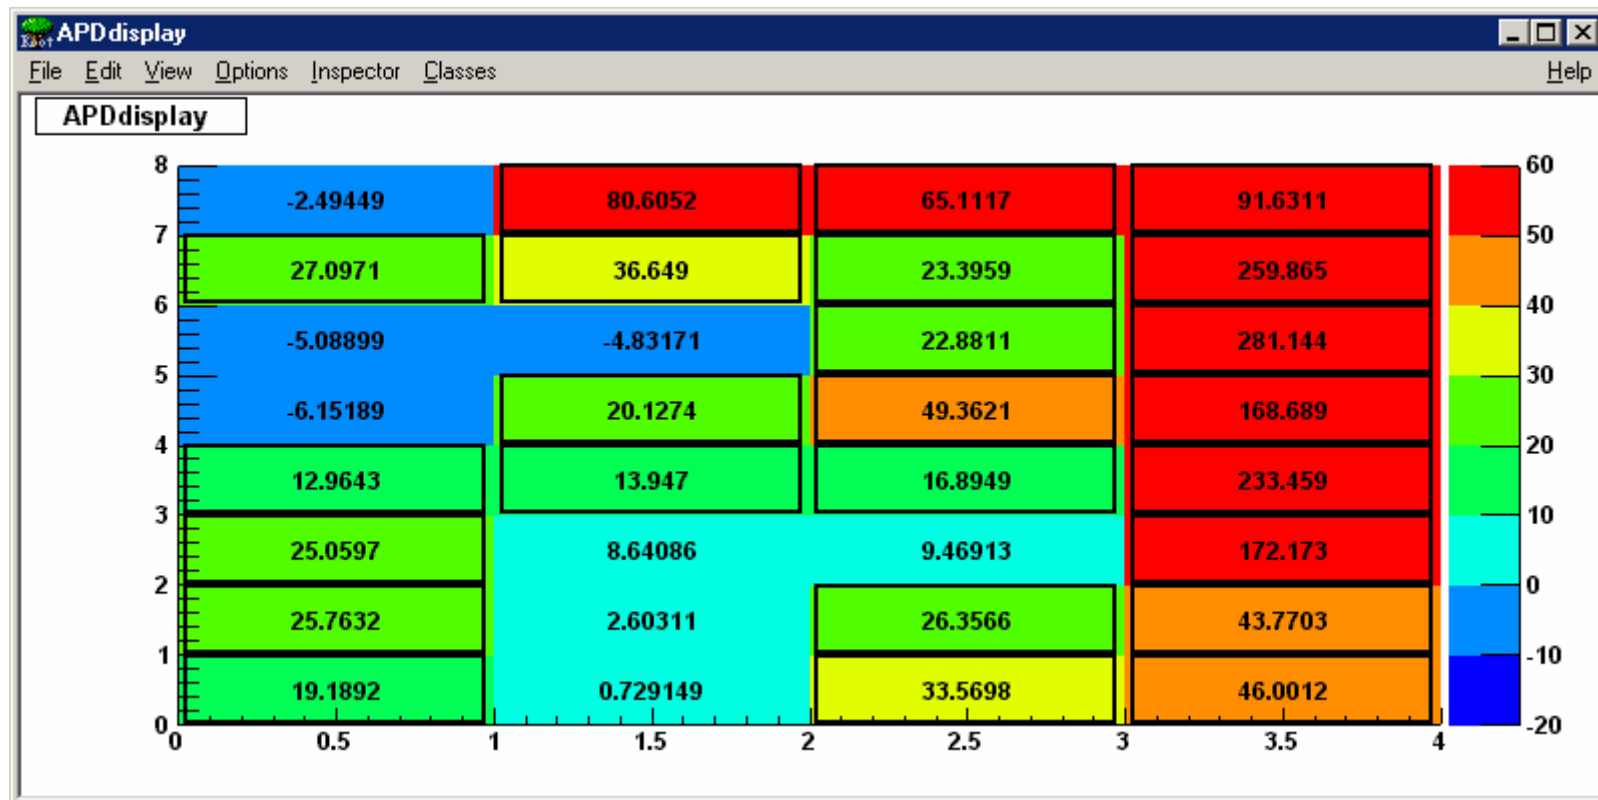 APDdisplay
File Edit View Options Inspector Classes Help
APDdisplay
8 60
-2.49449 80.6052 65.1117 91.6311
7 50
27.0971 36.649 23.3959 259.865
6 40
-5.08899 -4.83171 22.8811 281.144
5 30
-6.15189 20.1274 49.3621 168.689
4 20
12.9643 13.947 16.8949 233.459
3 10
25.0597 8.64086 9.46913 172.173
2 0
25.7632 2.60311 26.3566 43.7703
1 -10
19.1892 0.729149 33.5698 46.0012
0 -20
0 0.5 1 1.5 2 2.5 3 3.5 4